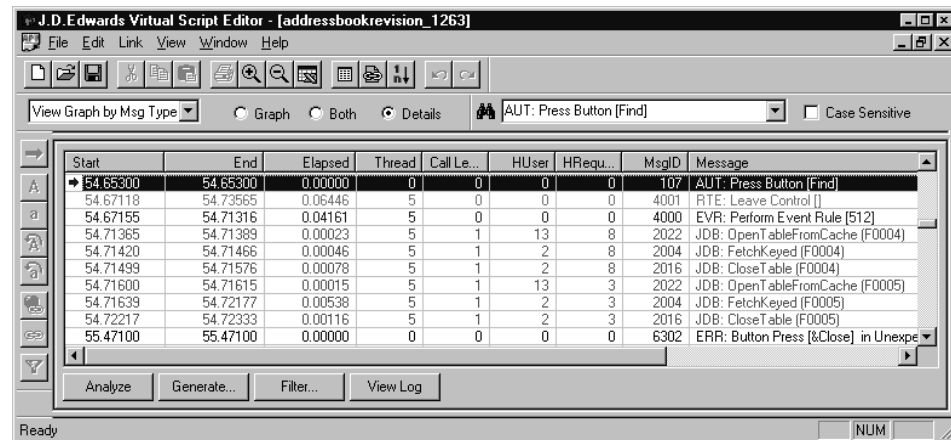 J.D.Edwards Virtual Script Editor - [addressbookrevision_1263]
File Edit Link View Window Help
View Graph by Msg Type Graph Both Details AUT: Press Button [Find] Case Sensitive
Start End Elapsed Thread Call Le... HUser HRequ... MsgID Message
54.65300 54.65300 0.00000 0 0 0 0 107 AUT: Press Button [Find]
54.67118 54.73565 0.06446 5 0 0 0 4001 RTE: Leave Control []
54.67155 54.71316 0.04161 5 0 0 0 4000 EVR: Perform Event Rule [512]
54.71365 54.71389 0.00023 5 1 13 8 2022 JDB: OpenTableFromCache (F0004)
54.71420 54.71466 0.00046 5 1 2 8 2004 JDB: FetchKeyed (F0004)
54.71499 54.71576 0.00078 5 1 2 8 2016 JDB: CloseTable (F0004)
54.71600 54.71615 0.00015 5 1 13 3 2022 JDB: OpenTableFromCache (F0005)
54.71639 54.72177 0.00538 5 1 2 3 2004 JDB: FetchKeyed (F0005)
54.72217 54.72333 0.00116 5 1 2 3 2016 JDB: CloseTable (F0005)
55.47100 55.47100 0.00000 0 0 0 0 6302 ERR: Button Press [&Close] in Unexpe
Analyze Generate... Filter... View Log
Ready NUM